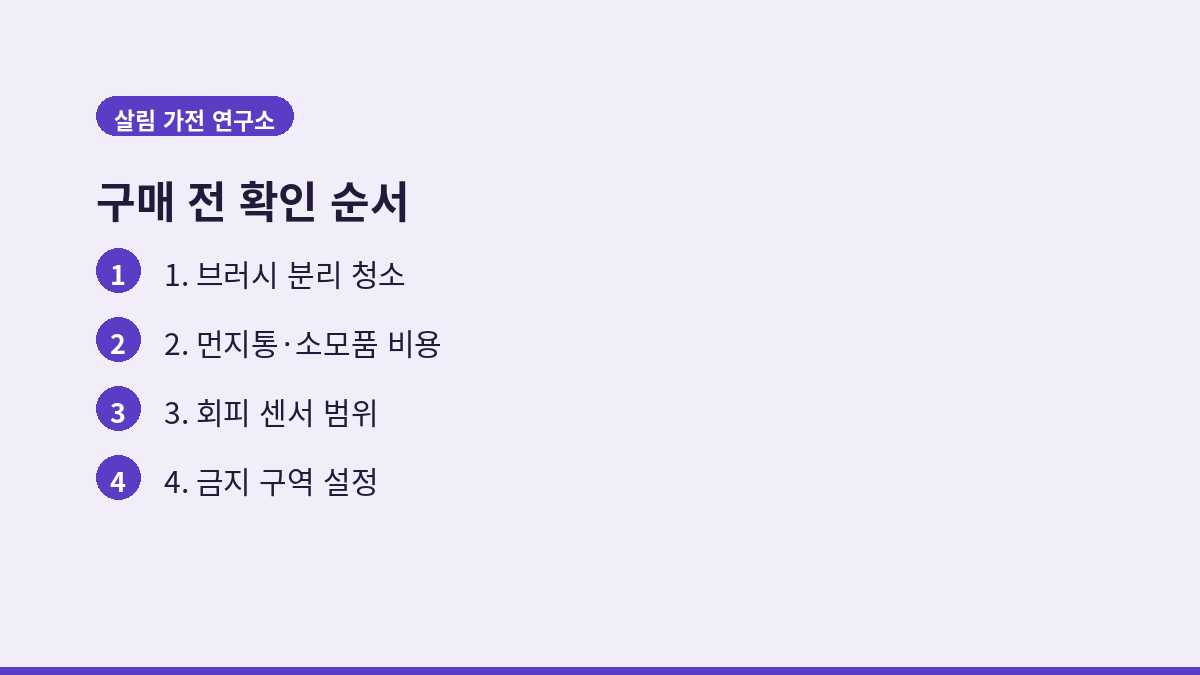 살림 가전 연구소
구매 전 확인 순서
1 1. 브러시 분리 청소
2 2. 먼지통·소모품 비용
3 3. 회피 센서 범위
4 4. 금지 구역 설정